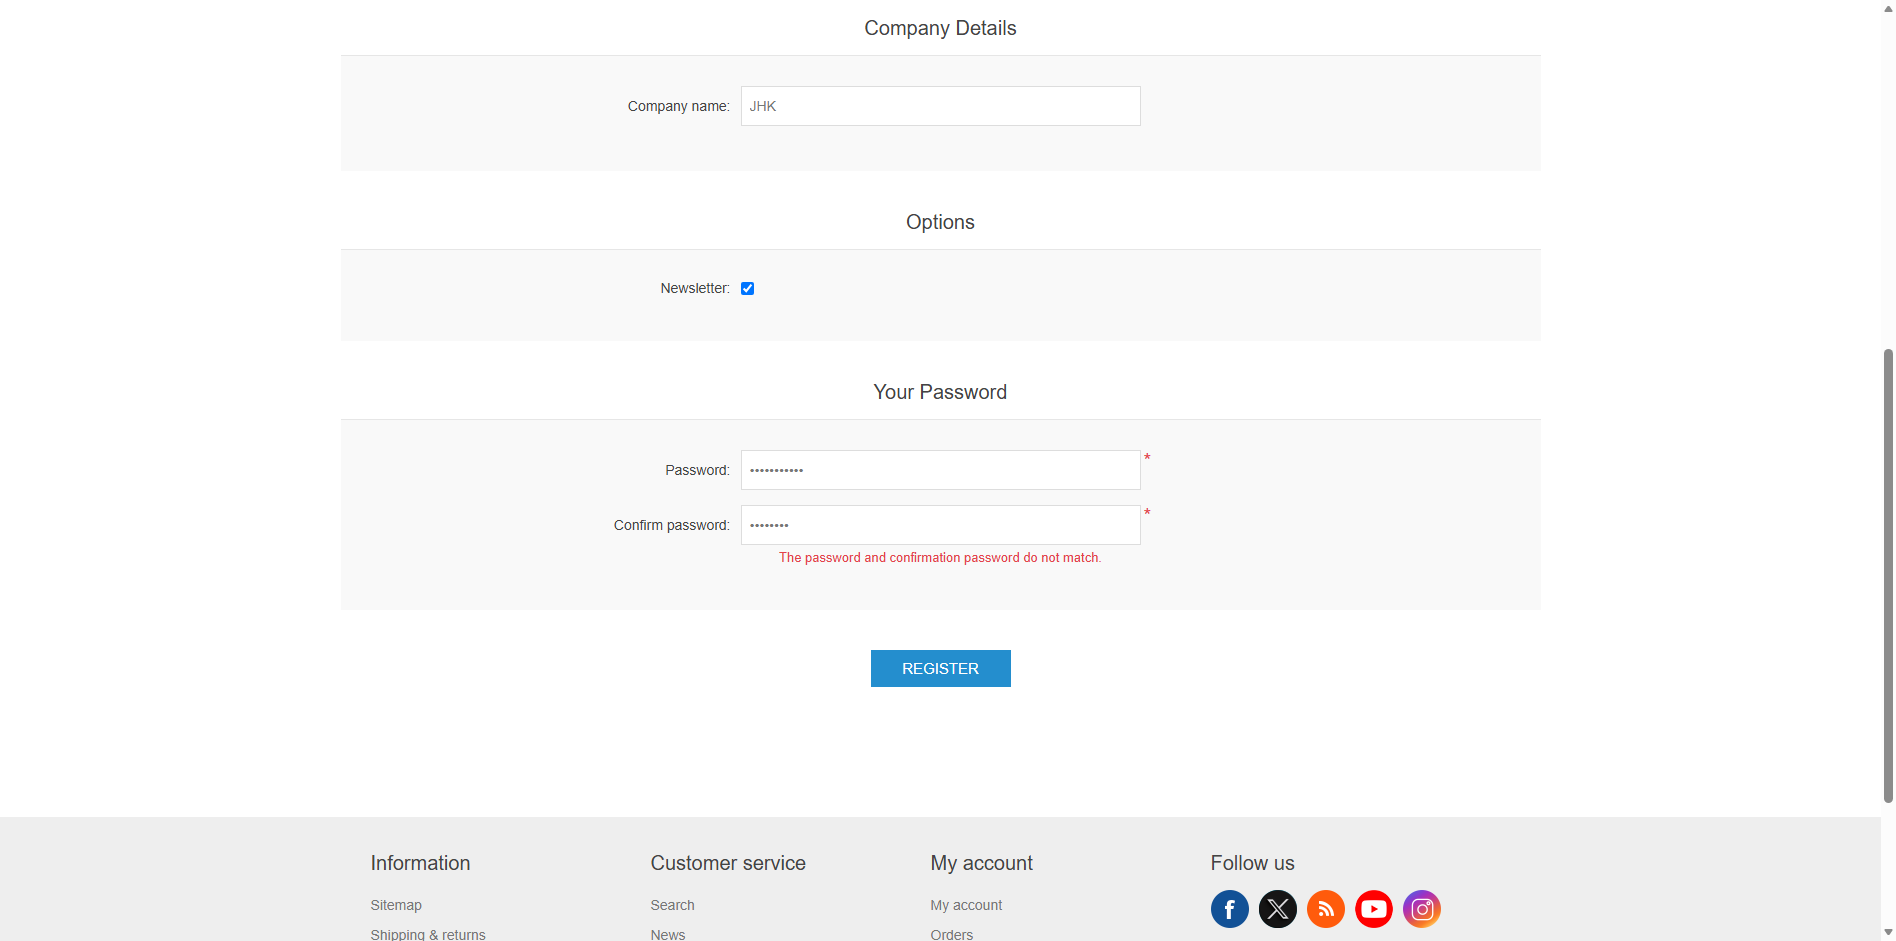 Company Details
Company name: JHK
Options
Newsletter:
Your Password
Password: ••••••••••• *
Confirm password: •••••••• *
The password and confirmation password do not match.
REGISTER
Information Customer service My account Follow us
Sitemap Search My account
Shipping & returns News Orders